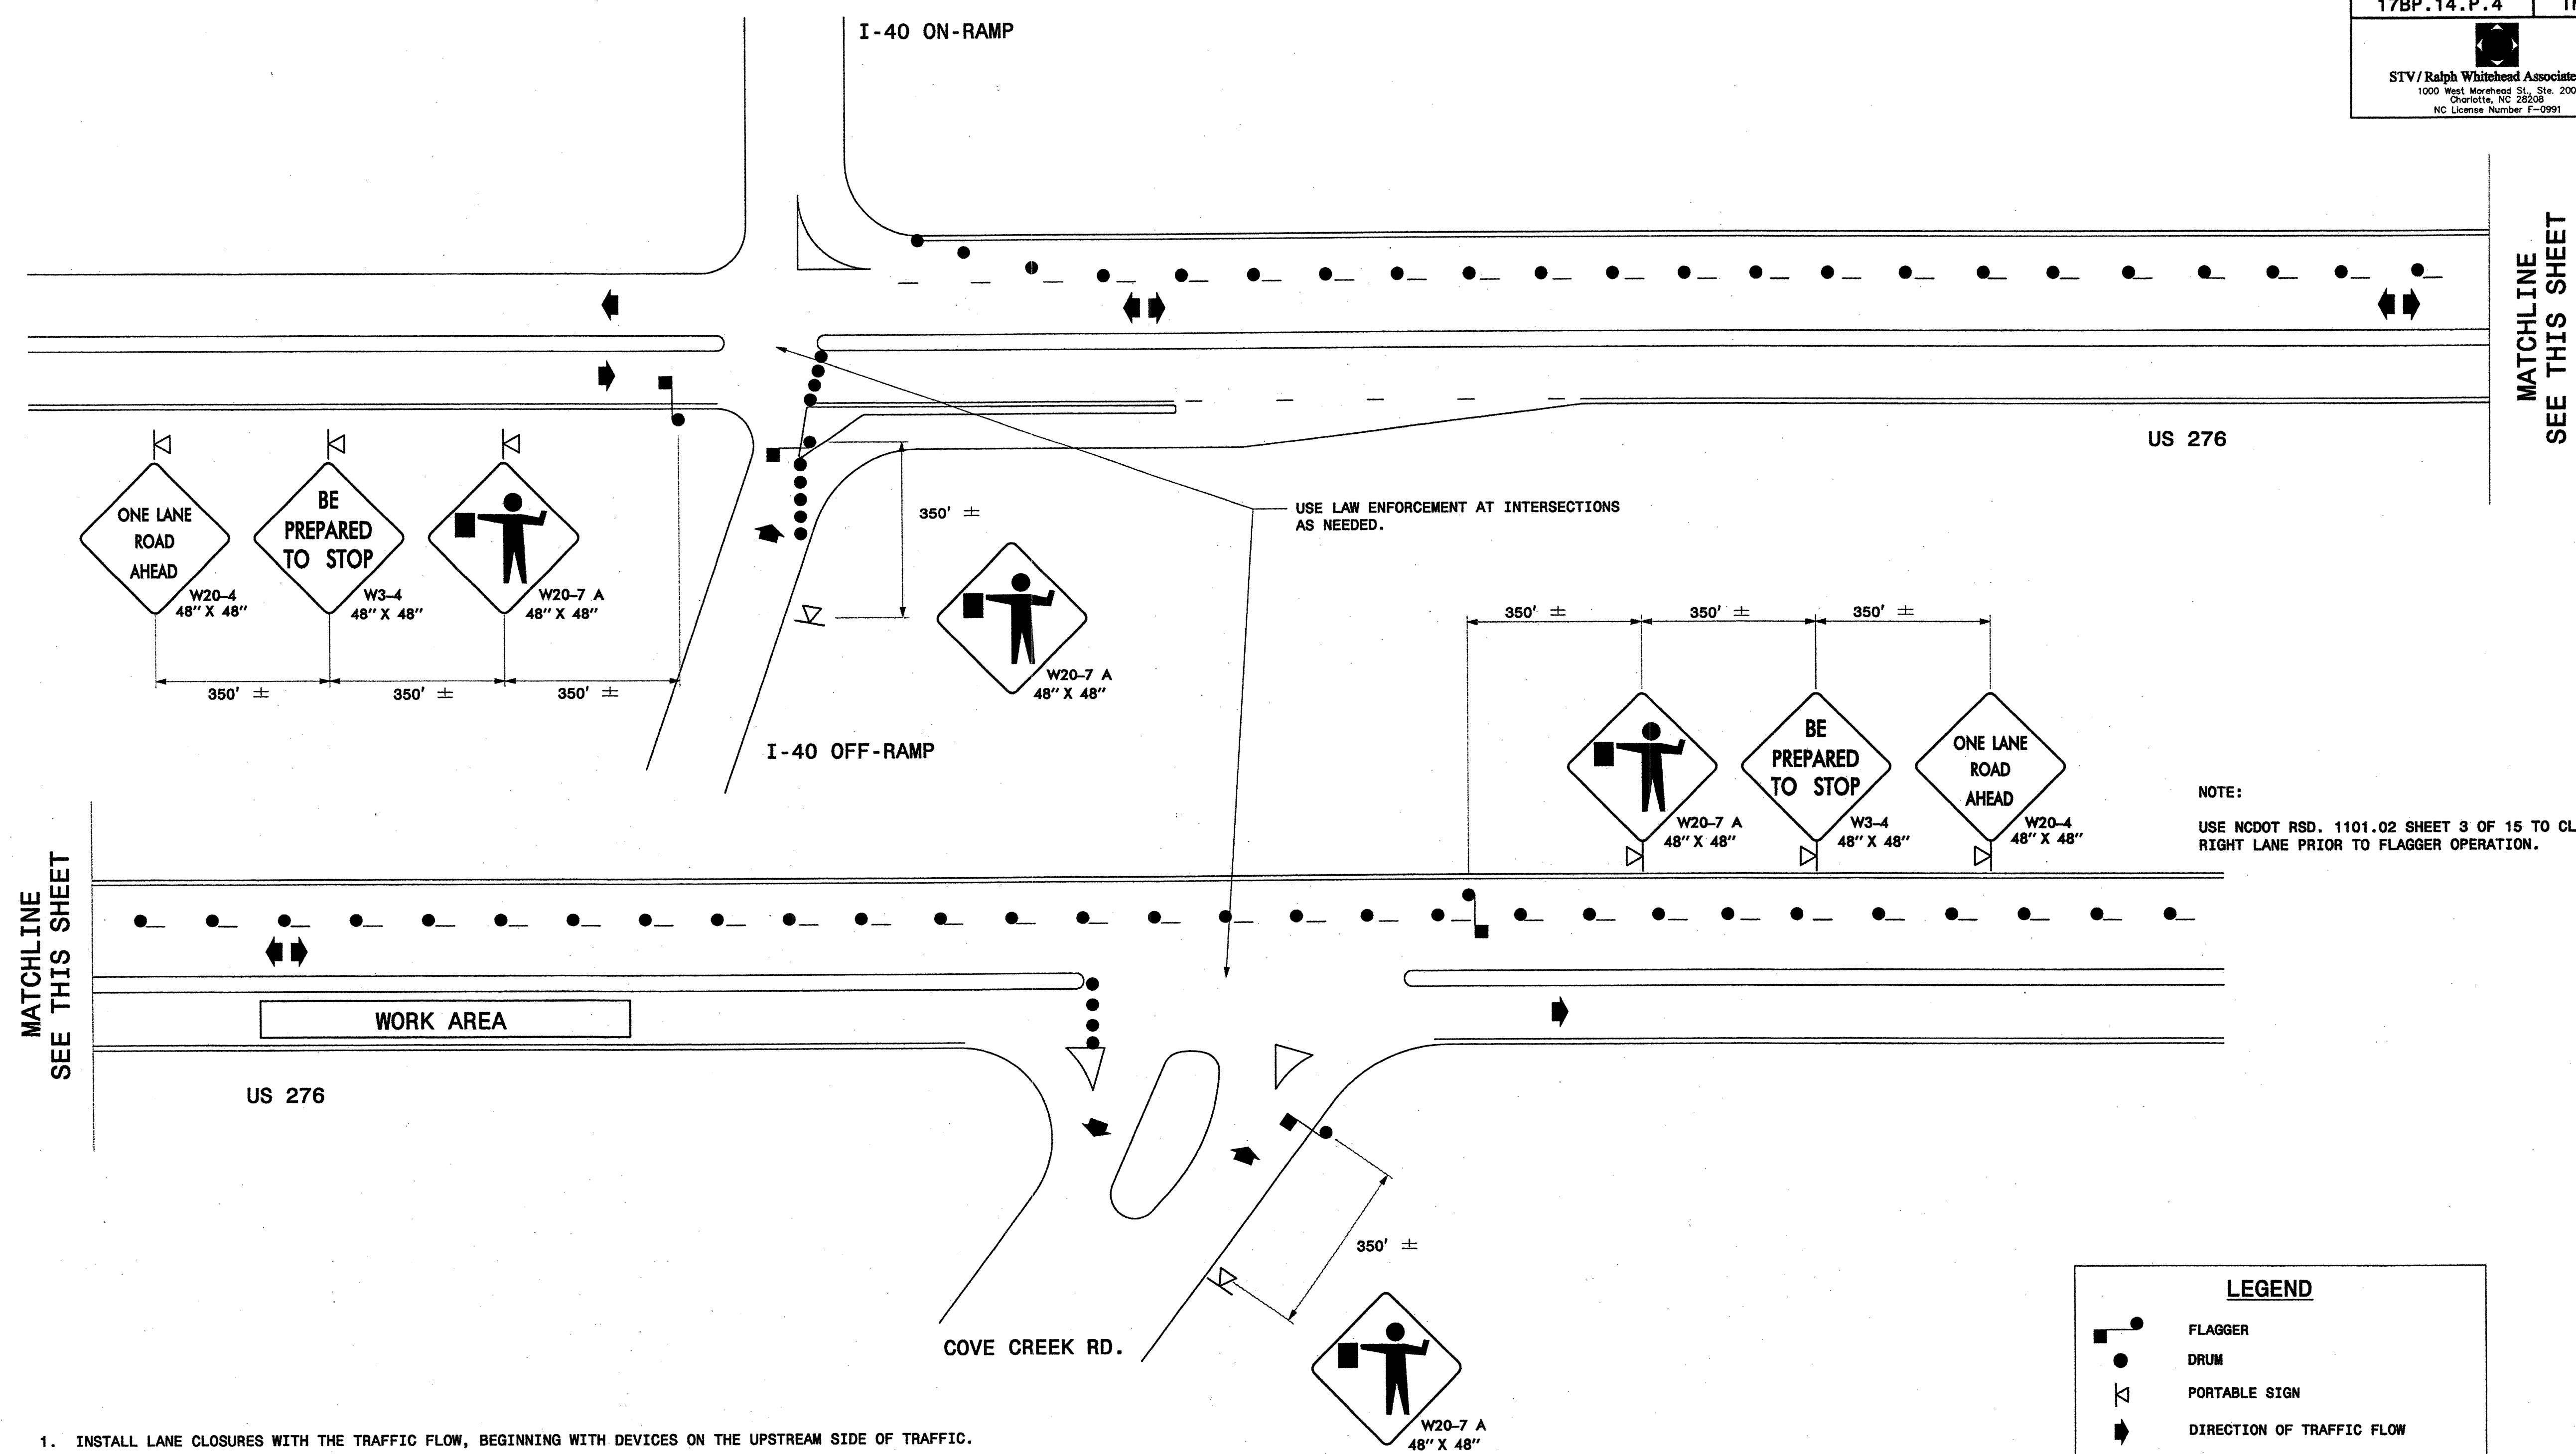 17BP.14.P.4
STV/Ralph Whitehead Associate
1000 West Morehead St., Ste. 200
Charlotte, NC 28208
NC License Number F-0991
I-40 ON-RAMP
MATCHLINE
SEE THIS SHEET
US 276
USE LAW ENFORCEMENT AT INTERSECTIONS
AS NEEDED.
ONE LANE
ROAD
AHEAD
W20-4
48" X 48"
BE
PREPARED
TO STOP
W3-4
48" X 48"
W20-7 A
48" X 48"
350' ±
350' ±
350' ±
350' ±
W20-7 A
48" X 48"
I-40 OFF-RAMP
350' ±
350' ±
350' ±
W20-7 A
48" X 48"
BE
PREPARED
TO STOP
W3-4
48" X 48"
ONE LANE
ROAD
AHEAD
W20-4
48" X 48"
NOTE:
USE NCDOT RSD. 1101.02 SHEET 3 OF 15 TO CL
RIGHT LANE PRIOR TO FLAGGER OPERATION.
MATCHLINE
SEE THIS SHEET
WORK AREA
US 276
350' ±
COVE CREEK RD.
W20-7 A
48" X 48"
LEGEND
FLAGGER
DRUM
PORTABLE SIGN
DIRECTION OF TRAFFIC FLOW
1. INSTALL LANE CLOSURES WITH THE TRAFFIC FLOW, BEGINNING WITH DEVICES ON THE UPSTREAM SIDE OF TRAFFIC.